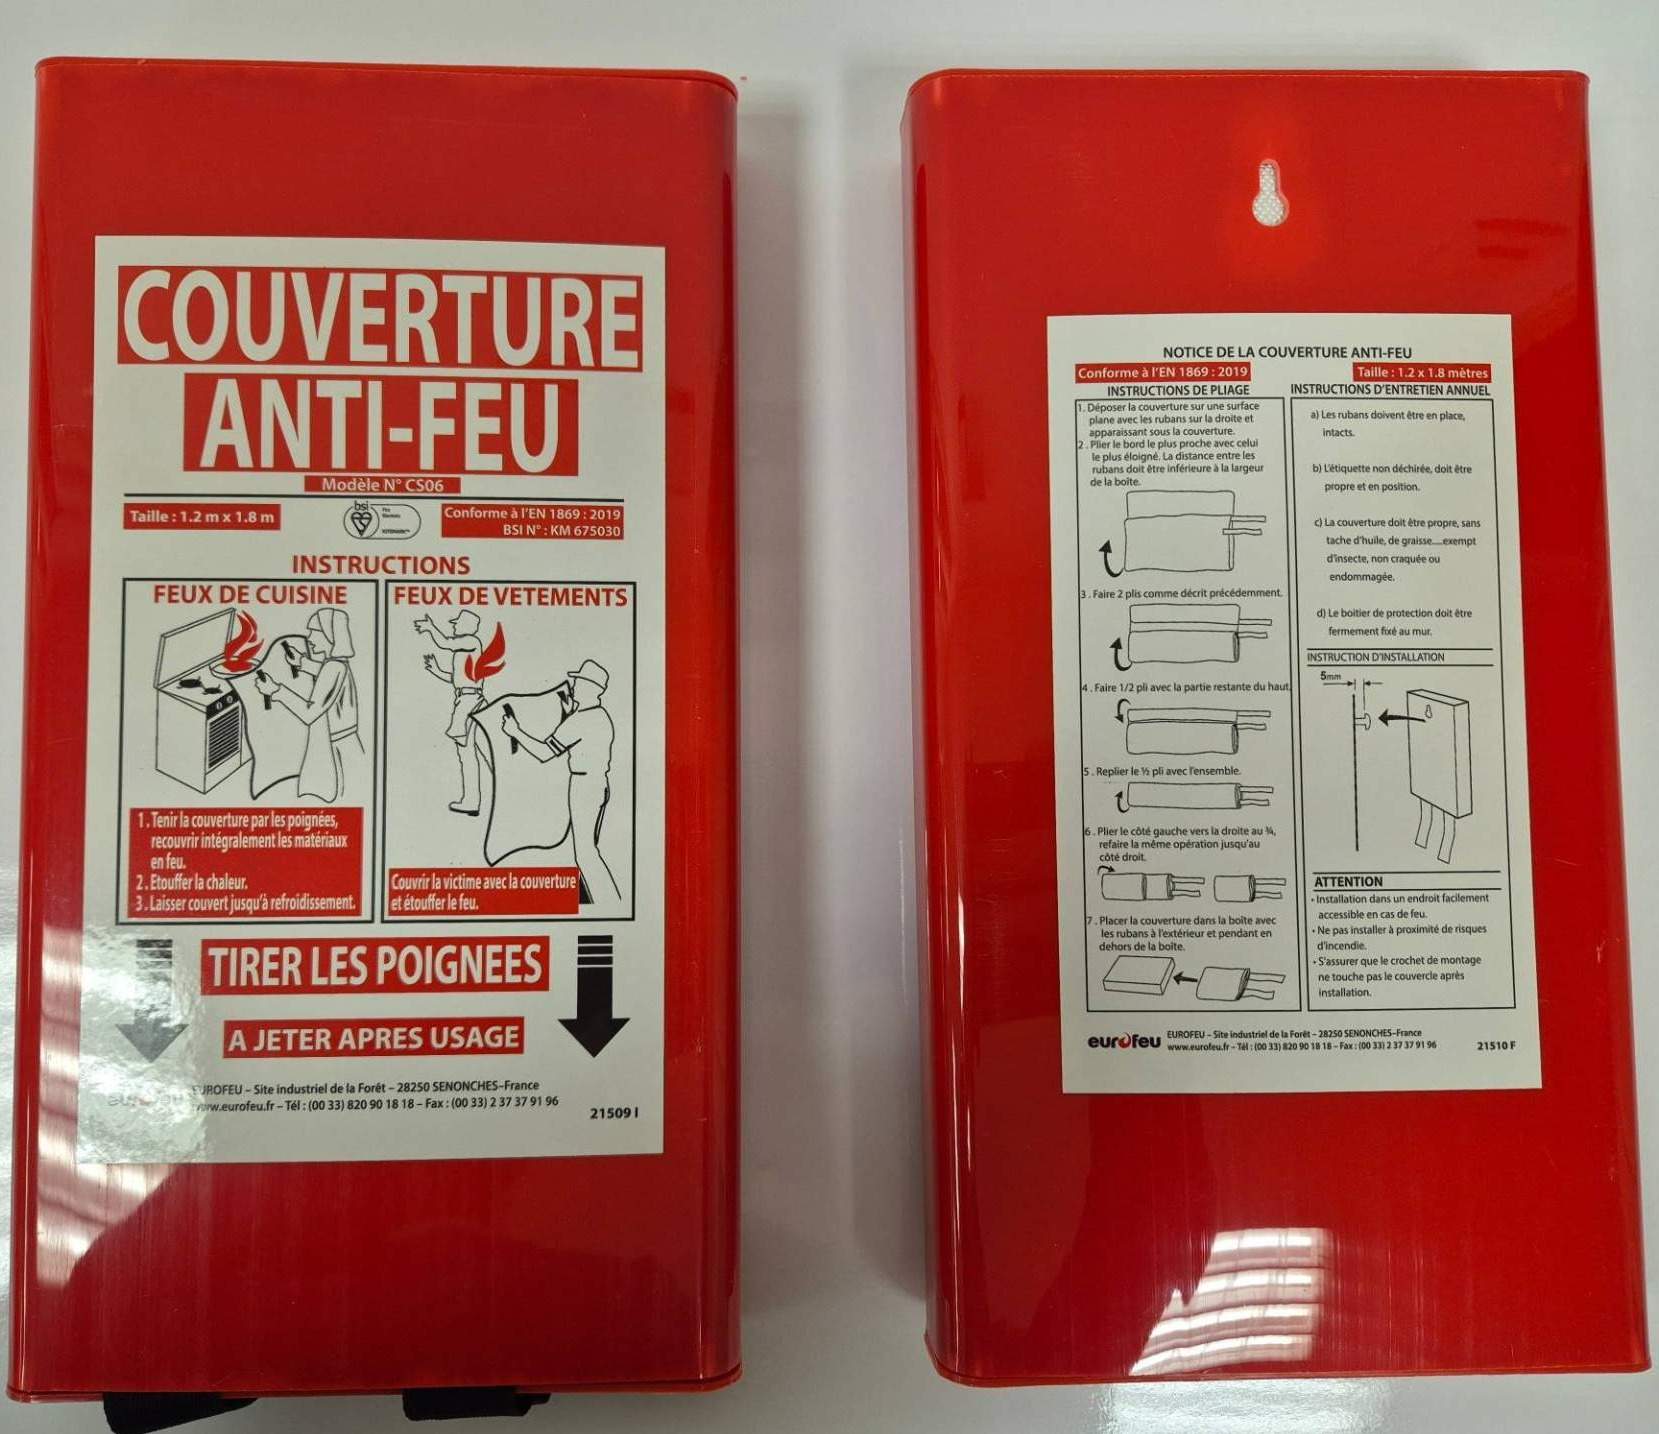 COUVERTURE
ANTI-FEU
Modèle N° CS06
Taille : 1.2 m x 1.8 m
bsi
KITEMARK™
Conforme à l'EN 1869 : 2019
BSI N° : KM 675030
INSTRUCTIONS
FEUX DE CUISINE
1. Tenir la couverture par les poignées,
recouvrir intégralement les matériaux
en feu.
2. Etouffer la chaleur.
3. Laisser couvert jusqu'à refroidissement.
FEUX DE VETEMENTS
Couvrir la victime avec la couverture
et étouffer le feu.
TIRER LES POIGNEES
A JETER APRES USAGE
eurofeu
EUROFEU – Site industriel de la Forêt – 28250 SENONCHES–France
www.eurofeu.fr – Tél : (00 33) 820 90 18 18 – Fax : (00 33) 2 37 37 91 96
21509 I
NOTICE DE LA COUVERTURE ANTI-FEU
Conforme à l'EN 1869 : 2019
Taille : 1.2 x 1.8 mètres
INSTRUCTIONS DE PLIAGE
1. Déposer la couverture sur une surface
plane avec les rubans sur la droite et
apparaissant sous la couverture.
2. Plier le bord le plus proche avec celui
le plus éloigné. La distance entre les
rubans doit être inférieure à la largeur
de la boîte.
3. Faire 2 plis comme décrit précédemment.
4. Faire 1/2 pli avec la partie restante du haut.
5. Replier le ½ pli avec l'ensemble.
6. Plier le côté gauche vers la droite au ¾,
refaire la même opération jusqu'au
côté droit.
7. Placer la couverture dans la boîte avec
les rubans à l'extérieur et pendant en
dehors de la boîte.
INSTRUCTIONS D'ENTRETIEN ANNUEL
a) Les rubans doivent être en place,
intacts.
b) L'étiquette non déchirée, doit être
propre et en position.
c) La couverture doit être propre, sans
tache d'huile, de graisse....exempt
d'insecte, non craquée ou
endommagée.
d) Le boitier de protection doit être
fermement fixé au mur.
INSTRUCTION D'INSTALLATION
5mm
ATTENTION
• Installation dans un endroit facilement
accessible en cas de feu.
• Ne pas installer à proximité de risques
d'incendie.
• S'assurer que le crochet de montage
ne touche pas le couvercle après
installation.
eurofeu
EUROFEU – Site industriel de la Forêt – 28250 SENONCHES–France
www.eurofeu.fr – Tél : (00 33) 820 90 18 18 – Fax : (00 33) 2 37 37 91 96
21510 F